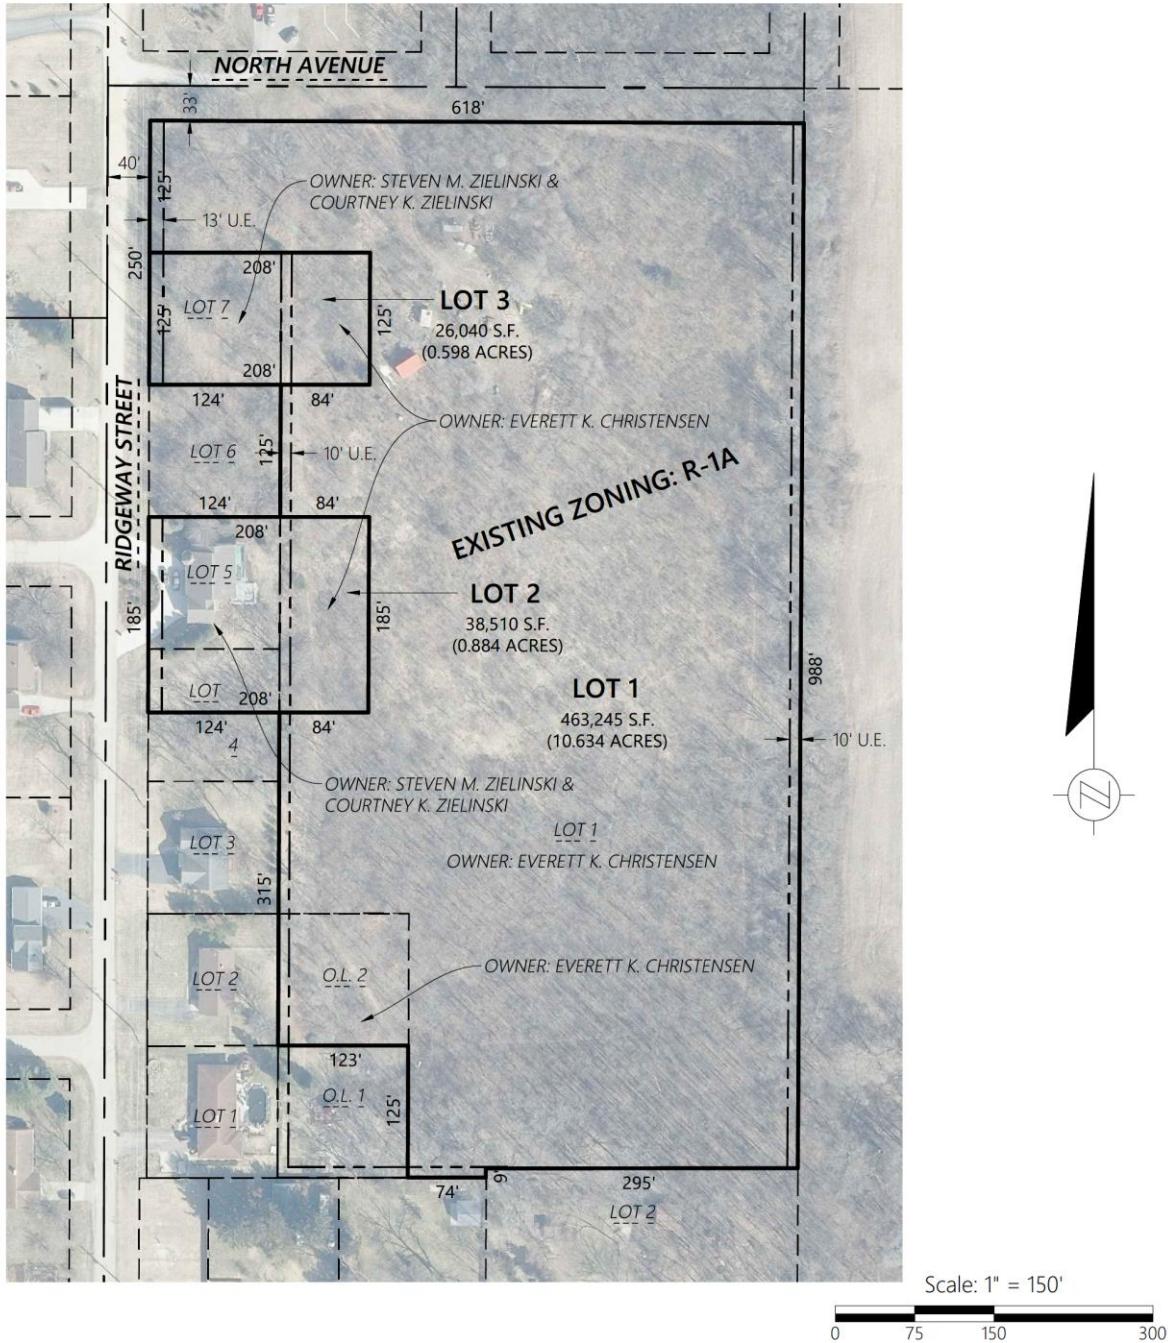 NORTH AVENUE
33'
618'
40'
125'
OWNER: STEVEN M. ZIELINSKI &
COURTNEY K. ZIELINSKI
13' U.E.
250'
208'
LOT 7
125'
125'
LOT 3
26,040 S.F.
(0.598 ACRES)
208'
124'
84'
RIDGEWAY STREET
OWNER: EVERETT K. CHRISTENSEN
LOT 6
125'
10' U.E.
EXISTING ZONING: R-1A
124'
84'
208'
LOT 5
185'
185'
LOT 2
38,510 S.F.
(0.884 ACRES)
988'
LOT
208'
LOT 1
463,245 S.F.
(10.634 ACRES)
124'
84'
4
10' U.E.
OWNER: STEVEN M. ZIELINSKI &
COURTNEY K. ZIELINSKI
LOT 3
LOT 1
OWNER: EVERETT K. CHRISTENSEN
315'
LOT 2
O.L. 2
OWNER: EVERETT K. CHRISTENSEN
123'
LOT 1
O.L. 1
125'
74'
9'
295'
LOT 2
N
Scale: 1" = 150'
0 75 150 300